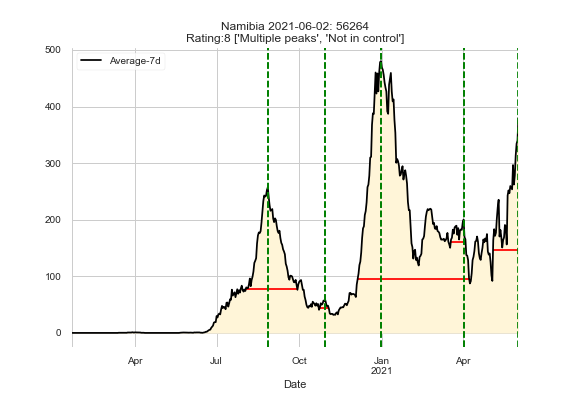 Namibia 2021-06-02: 56264
Rating:8 ['Multiple peaks', 'Not in control']
500
Average-7d
400
300
200
100
0
Apr Jul Oct Jan Apr
2021
Date